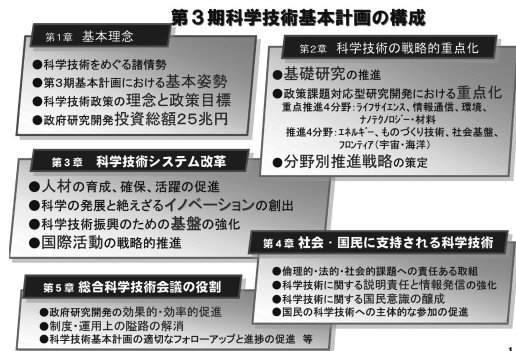 第３期科学技術基本計画の構成
第1章 基本理念
●科学技術をめぐる諸情勢
●第3期基本計画における基本姿勢
●科学技術政策の理念と政策目標
●政府研究開発投資総額25兆円
第2章 科学技術の戦略的重点化
●基礎研究の推進
●政策課題対応型研究開発における重点化
重点推進4分野：ライフサイエンス、情報通信、環境、
ナノテクノロジー・材料
推進4分野：エネルギー、ものづくり技術、社会基盤、
フロンティア（宇宙・海洋）
●分野別推進戦略の策定
第３章 科学技術システム改革
●人材の育成、確保、活躍の促進
●科学の発展と絶えざるイノベーションの創出
●科学技術振興のための基盤の強化
●国際活動の戦略的推進
第４章 社会・国民に支持される科学技術
●倫理的・法的・社会的課題への責任ある取組
●科学技術に関する説明責任と情報発信の強化
●科学技術に関する国民意識の醸成
●国民の科学技術への主体的な参加の促進
第５章 総合科学技術会議の役割
●政府研究開発の効果的・効率的促進
●制度・運用上の隘路の解消
●科学技術基本計画の適切なフォローアップと進捗の促進 等
1